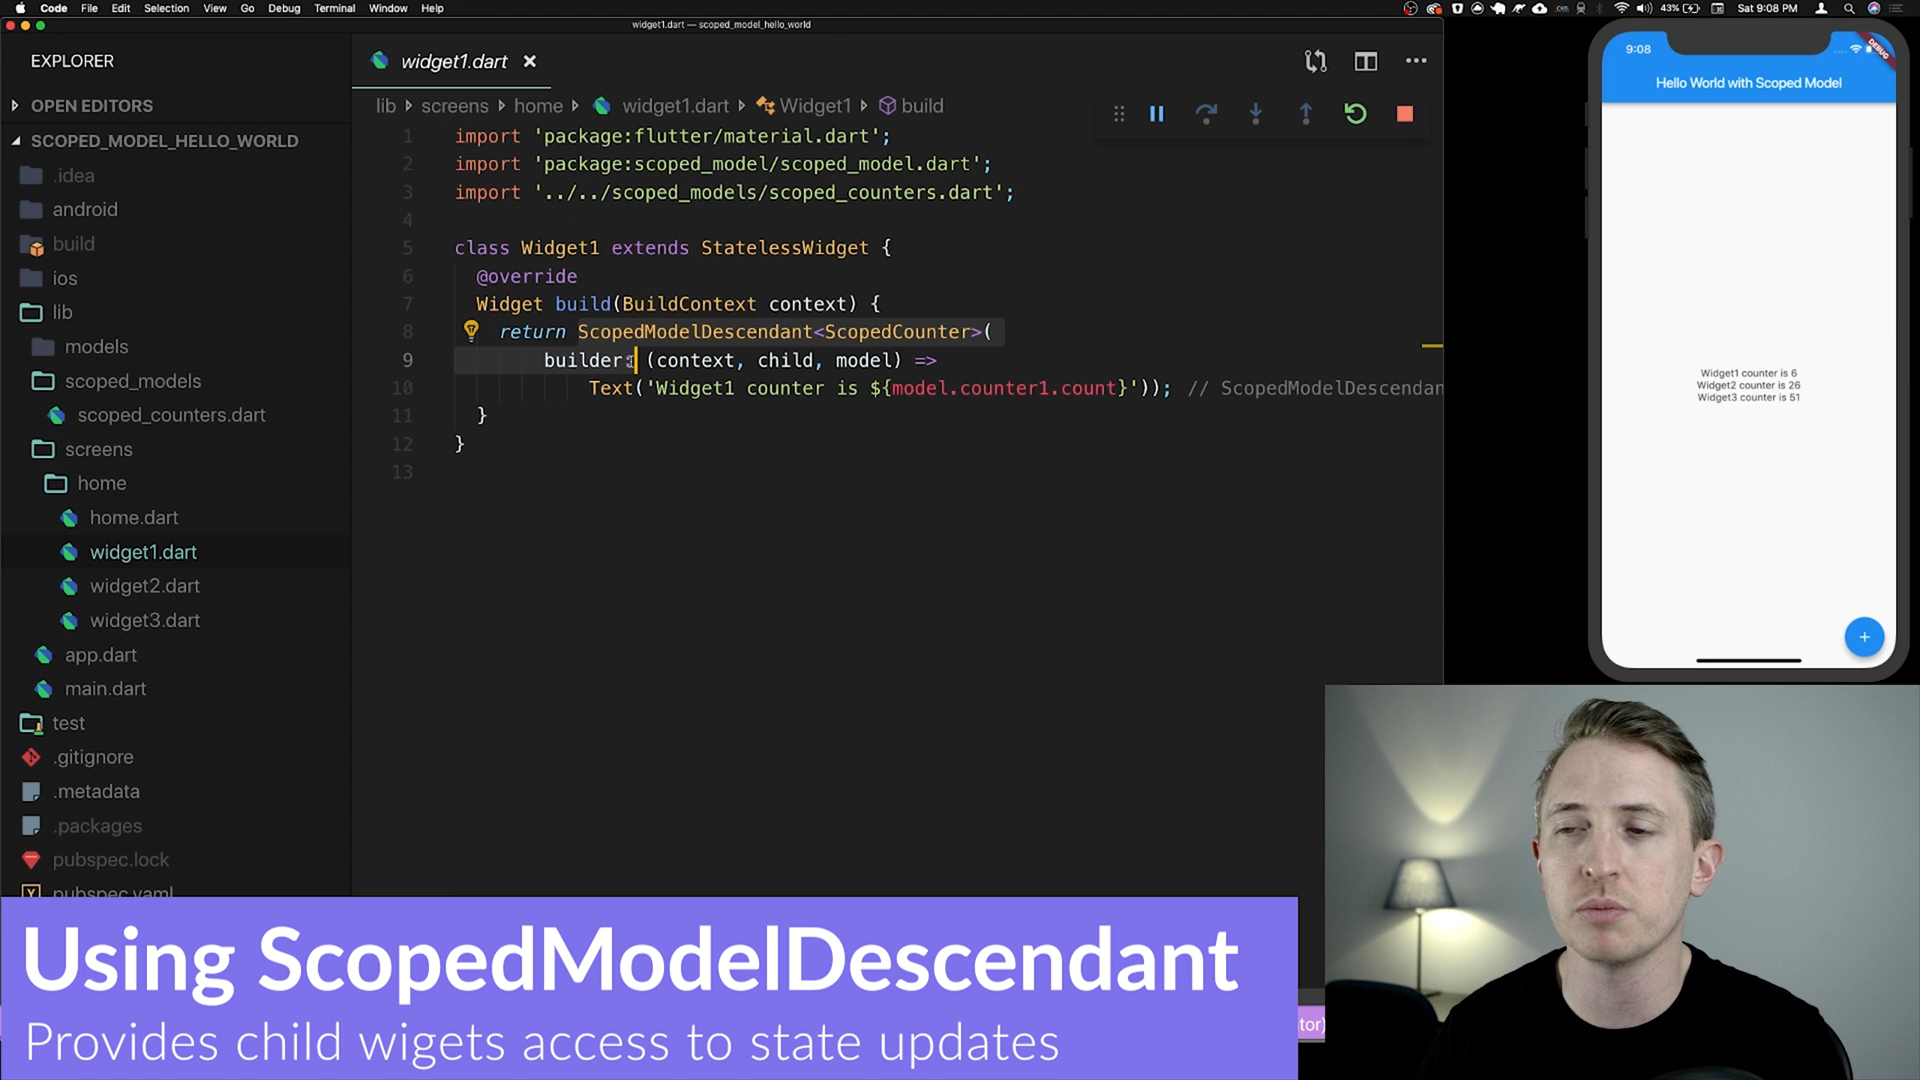 Code File Edit Selection View Go Debug Terminal Window Help
43% Sat 9:08 PM
widget1.dart — scoped_model_hello_world
EXPLORER
OPEN EDITORS
SCOPED_MODEL_HELLO_WORLD
.idea
android
build
ios
lib
models
scoped_models
scoped_counters.dart
screens
home
home.dart
widget1.dart
widget2.dart
widget3.dart
app.dart
main.dart
test
.gitignore
.metadata
.packages
pubspec.lock
pubspec.yaml
widget1.dart
lib screens home widget1.dart Widget1 build
1 import 'package:flutter/material.dart';
2 import 'package:scoped_model/scoped_model.dart';
3 import '../../scoped_models/scoped_counters.dart';
4
5 class Widget1 extends StatelessWidget {
6 @override
7 Widget build(BuildContext context) {
8 return ScopedModelDescendant<ScopedCounter>(
9 builder: (context, child, model) =>
10 Text('Widget1 counter is ${model.counter1.count}')); // ScopedModelDescendan
11 }
12 }
13
9:08
DEBUG
Hello World with Scoped Model
Widget1 counter is 6
Widget2 counter is 26
Widget3 counter is 51
+
Using ScopedModelDescendant
Provides child wigets access to state updates
tor)